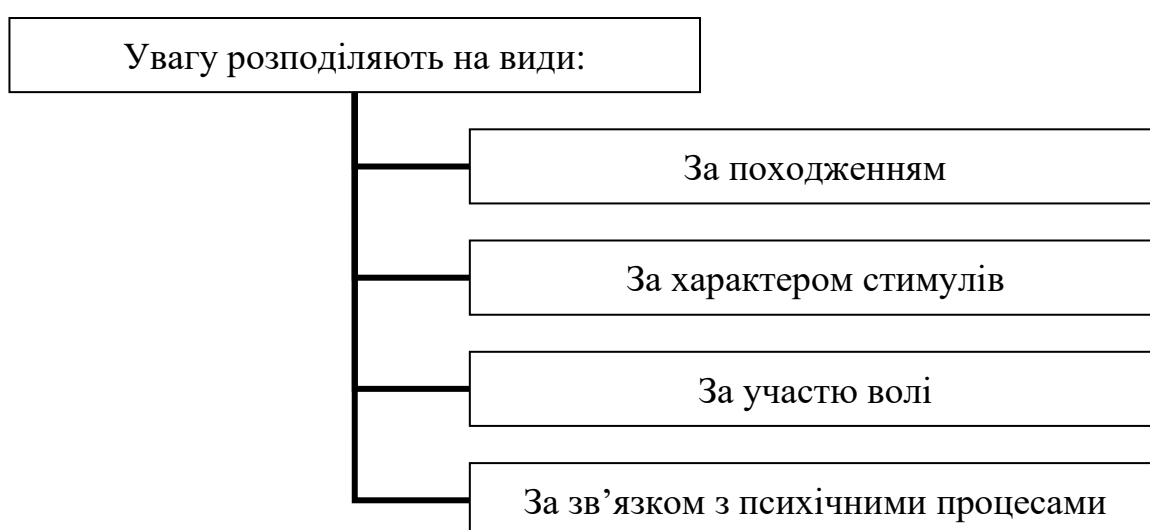 Увагу розподіляють на види:
За походженням
За характером стимулів
За участю волі
За зв’язком з психічними процесами